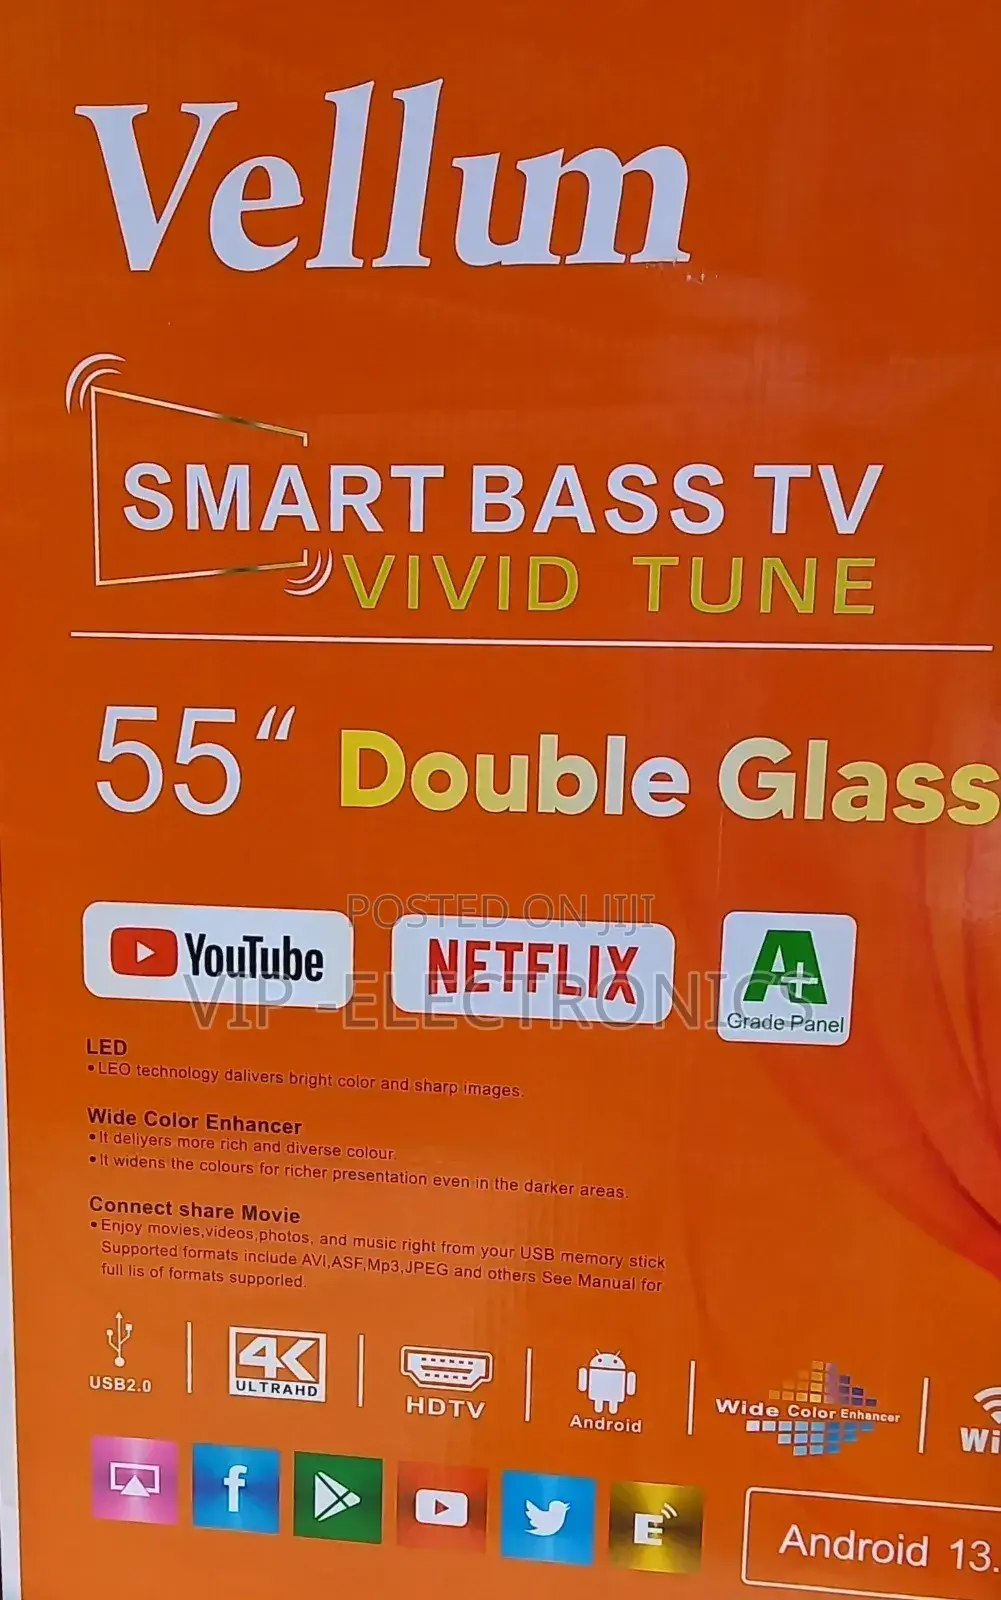 Vellum
SMART BASS TV
VIVID TUNE
55“ Double Glass
POSTED ON JIJI
YouTube
NETFLIX
A+
Grade Panel
VIP -ELECTRONICS
LED
•LEO technology dalivers bright color and sharp images.
Wide Color Enhancer
•It deliyers more rich and diverse colour.
•It widens the colours for richer presentation even in the darker areas.
Connect share Movie
•Enjoy movies,videos,photos, and music right from your USB memory stick
Supported formats include AVI,ASF,Mp3,JPEG and others See Manual for
full lis of formats supporled.
USB2.0
4K
ULTRAHD
HDTV
Android
Wide Color Enhancer
Wi
f
E
Android 13.